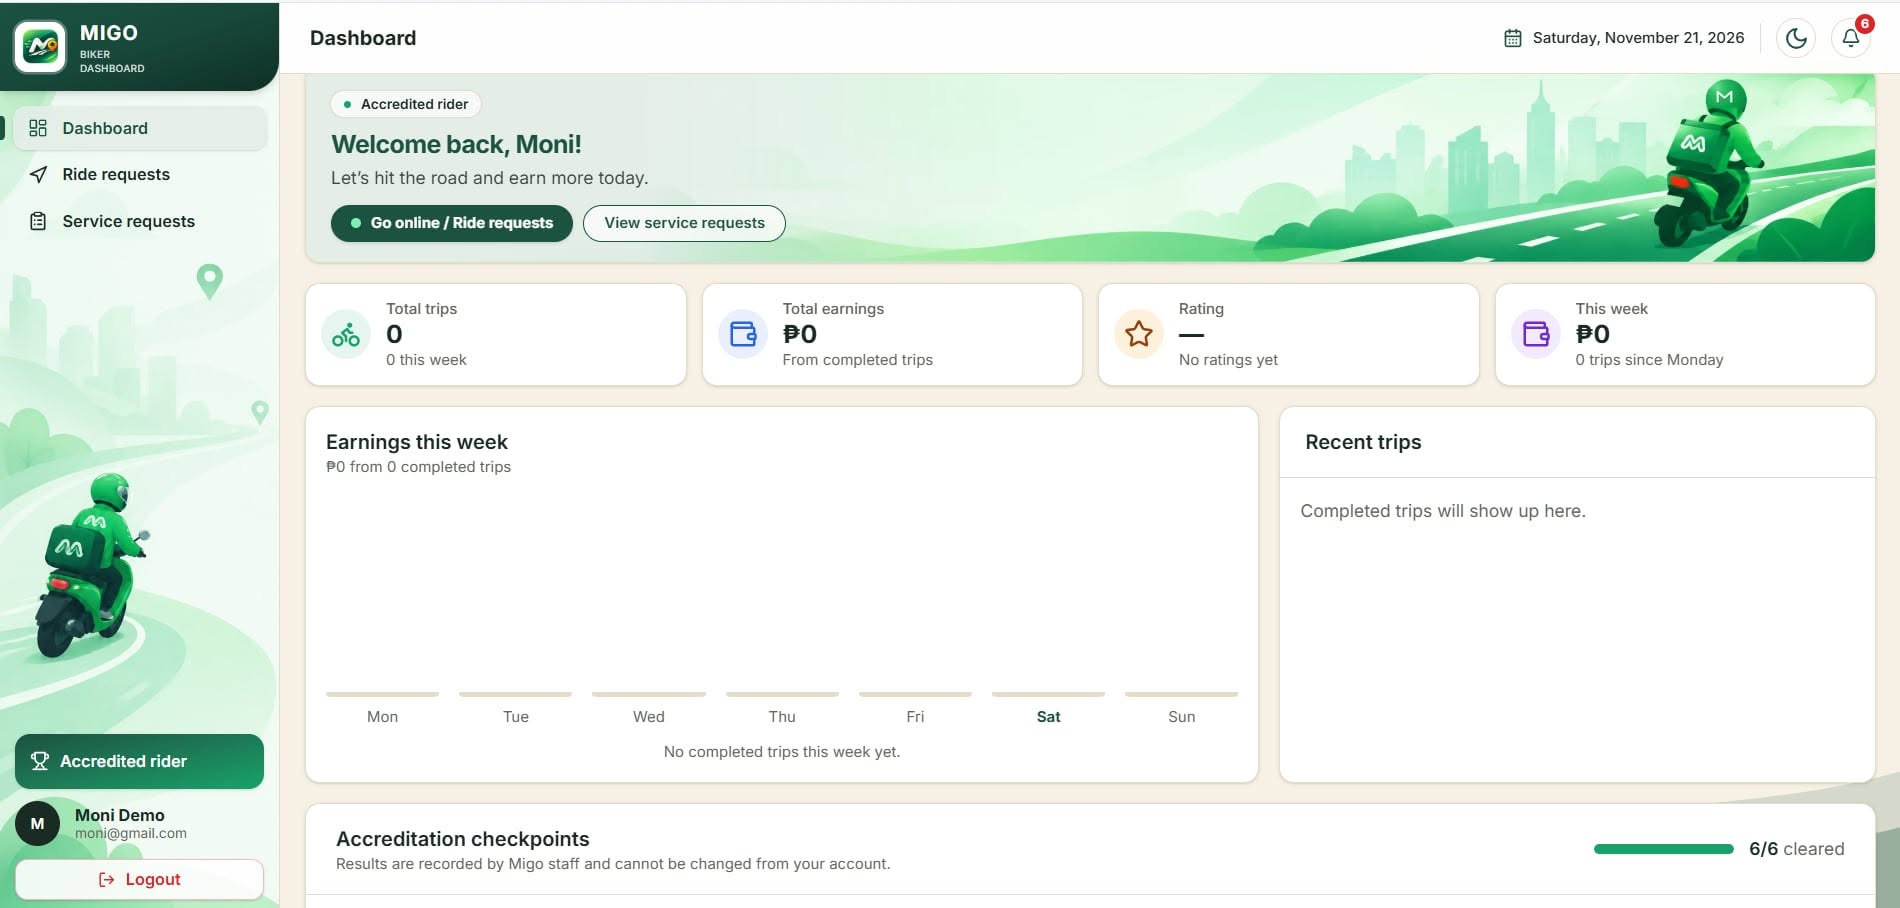 MIGO
BIKER
DASHBOARD
Dashboard
Ride requests
Service requests
Accredited rider
M
Moni Demo
moni@gmail.com
Logout
Dashboard
Saturday, November 21, 2026
6
Accredited rider
Welcome back, Moni!
Let’s hit the road and earn more today.
Go online / Ride requests
View service requests
Total trips
0
0 this week
Total earnings
₱0
From completed trips
Rating
—
No ratings yet
This week
₱0
0 trips since Monday
Earnings this week
₱0 from 0 completed trips
Mon Tue Wed Thu Fri Sat Sun
No completed trips this week yet.
Recent trips
Completed trips will show up here.
Accreditation checkpoints
Results are recorded by Migo staff and cannot be changed from your account.
6/6 cleared